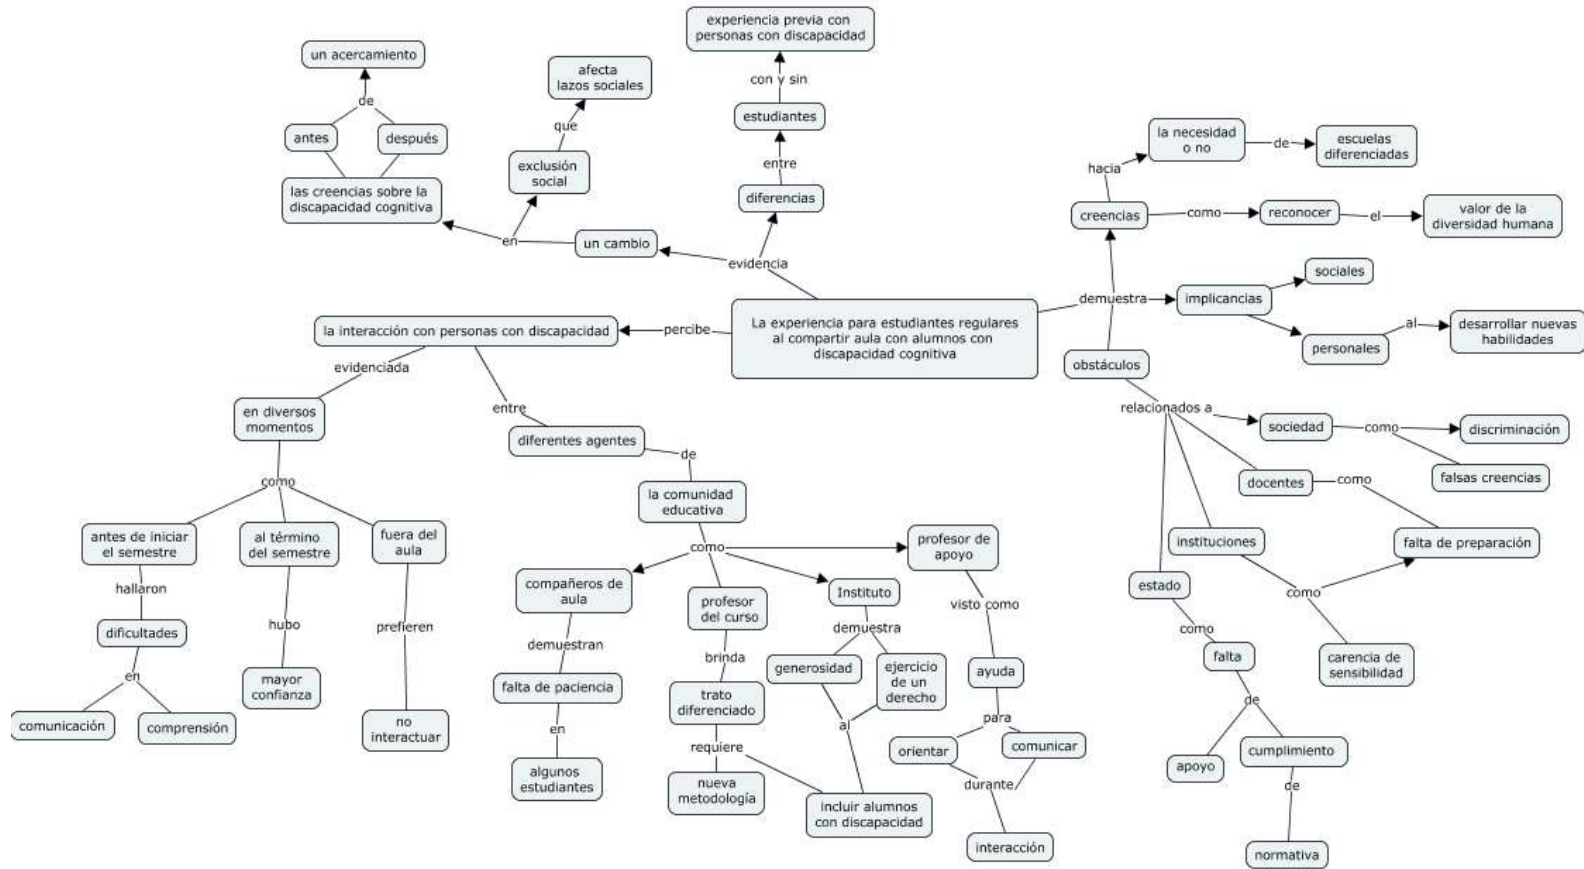 experiencia previa con
personas con discapacidad
un acercamiento
afecta
lazos sociales
con y sin
de
estudiantes
que
antes
después
entre
exclusión
social
las creencias sobre la
discapacidad cognitiva
diferencias
en
un cambio
evidencia
la necesidad
o no
de
escuelas
diferenciadas
hacia
creencias
como
reconocer
el
valor de la
diversidad humana
sociales
demuestra
implicancias
personales
al
desarrollar nuevas
habilidades
La experiencia para estudiantes regulares
al compartir aula con alumnos con
discapacidad cognitiva
percibe
la interacción con personas con discapacidad
obstáculos
relacionados a
sociedad
como
discriminación
falsas creencias
docentes
como
instituciones
falta de preparación
como
carencia de
sensibilidad
estado
como
falta
de
apoyo
cumplimiento
de
normativa
evidenciada
en diversos
momentos
como
antes de iniciar
el semestre
al término
del semestre
fuera del
aula
hallaron
dificultades
en
comunicación
comprensión
hubo
mayor
confianza
prefieren
no
interactuar
entre
diferentes agentes
de
la comunidad
educativa
como
profesor de
apoyo
compañeros de
aula
profesor
del curso
Instituto
visto como
demuestran
falta de paciencia
en
algunos
estudiantes
brinda
trato
diferenciado
requiere
nueva
metodología
demuestra
generosidad
ejercicio
de un
derecho
al
incluir alumnos
con discapacidad
ayuda
para
orientar
comunicar
durante
interacción